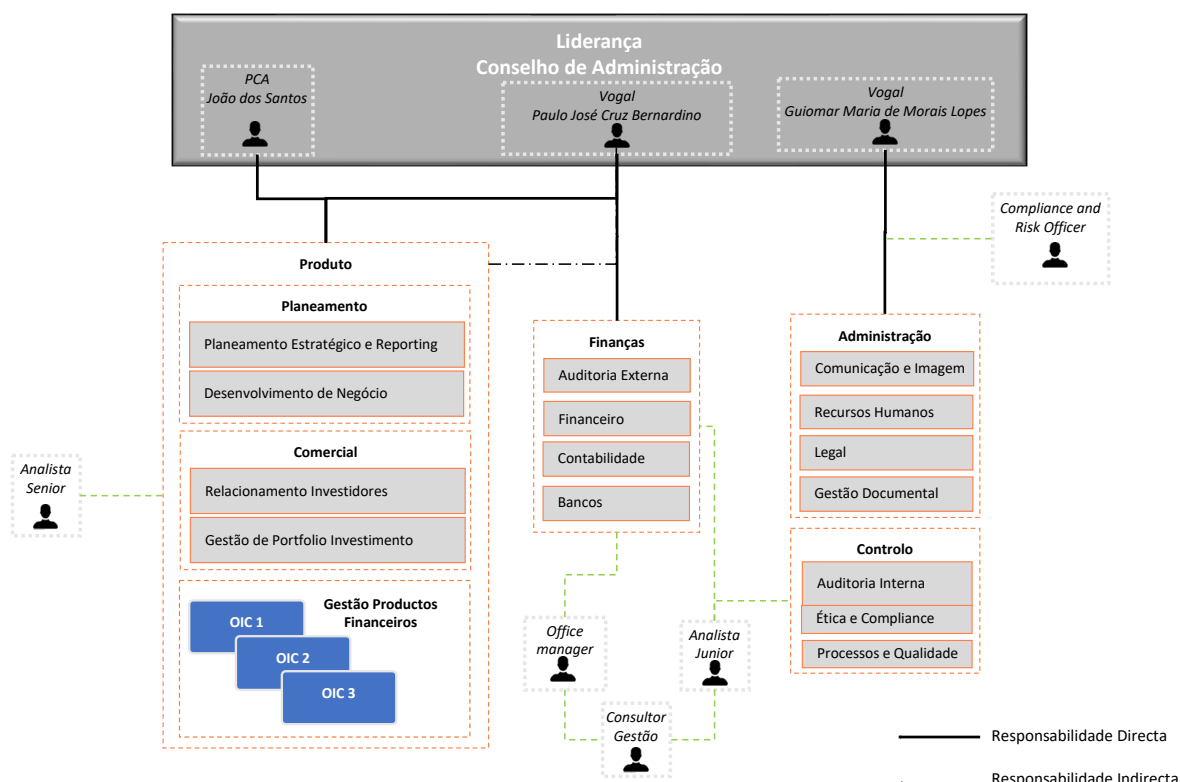 Liderança
Conselho de Administração
PCA
João dos Santos
Vogal
Paulo José Cruz Bernardino
Vogal
Guiomar Maria de Morais Lopes
Compliance and
Risk Officer
Produto
Planeamento
Planeamento Estratégico e Reporting
Desenvolvimento de Negócio
Comercial
Relacionamento Investidores
Gestão de Portfolio Investimento
Gestão Productos
Financeiros
OIC 1
OIC 2
OIC 3
Analista
Senior
Finanças
Auditoria Externa
Financeiro
Contabilidade
Bancos
Administração
Comunicação e Imagem
Recursos Humanos
Legal
Gestão Documental
Controlo
Auditoria Interna
Ética e Compliance
Processos e Qualidade
Office
manager
Analista
Junior
Consultor
Gestão
Responsabilidade Directa
Responsabilidade Indirecta